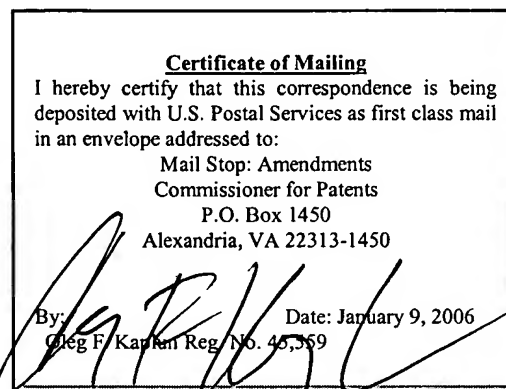 Certificate of Mailing
I hereby certify that this correspondence is being
deposited with U.S. Postal Services as first class mail
in an envelope addressed to:
Mail Stop: Amendments
Commissioner for Patents
P.O. Box 1450
Alexandria, VA 22313-1450
By: Date: January 9, 2006
Oleg F. Kaplun Reg. No. 45,559